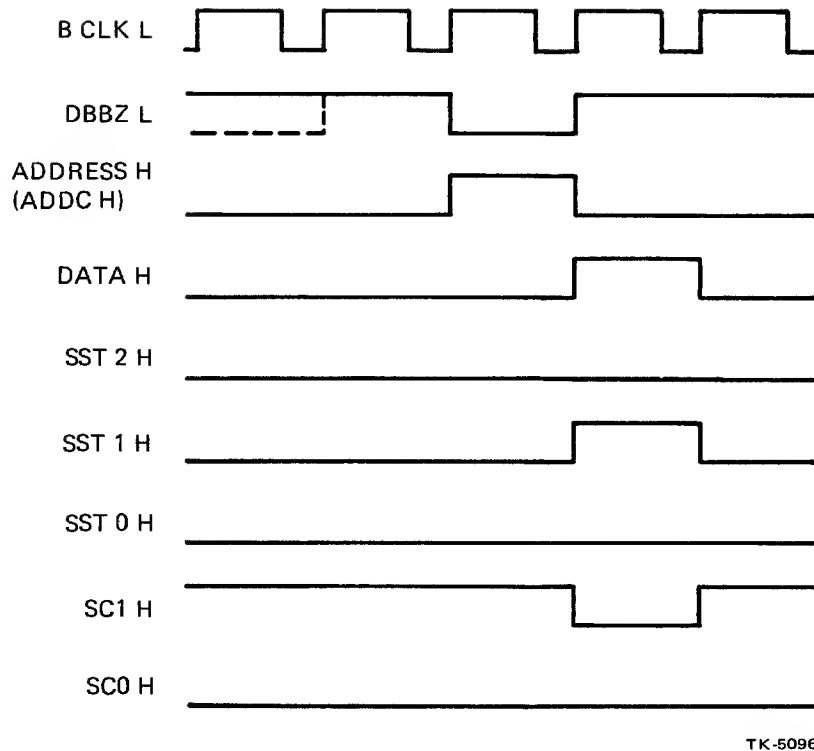 B CLK L
DBBZ L
ADDRESS H
(ADDC H)
DATA H
SST 2 H
SST 1 H
SST 0 H
SC1 H
SC0 H
TK-5096